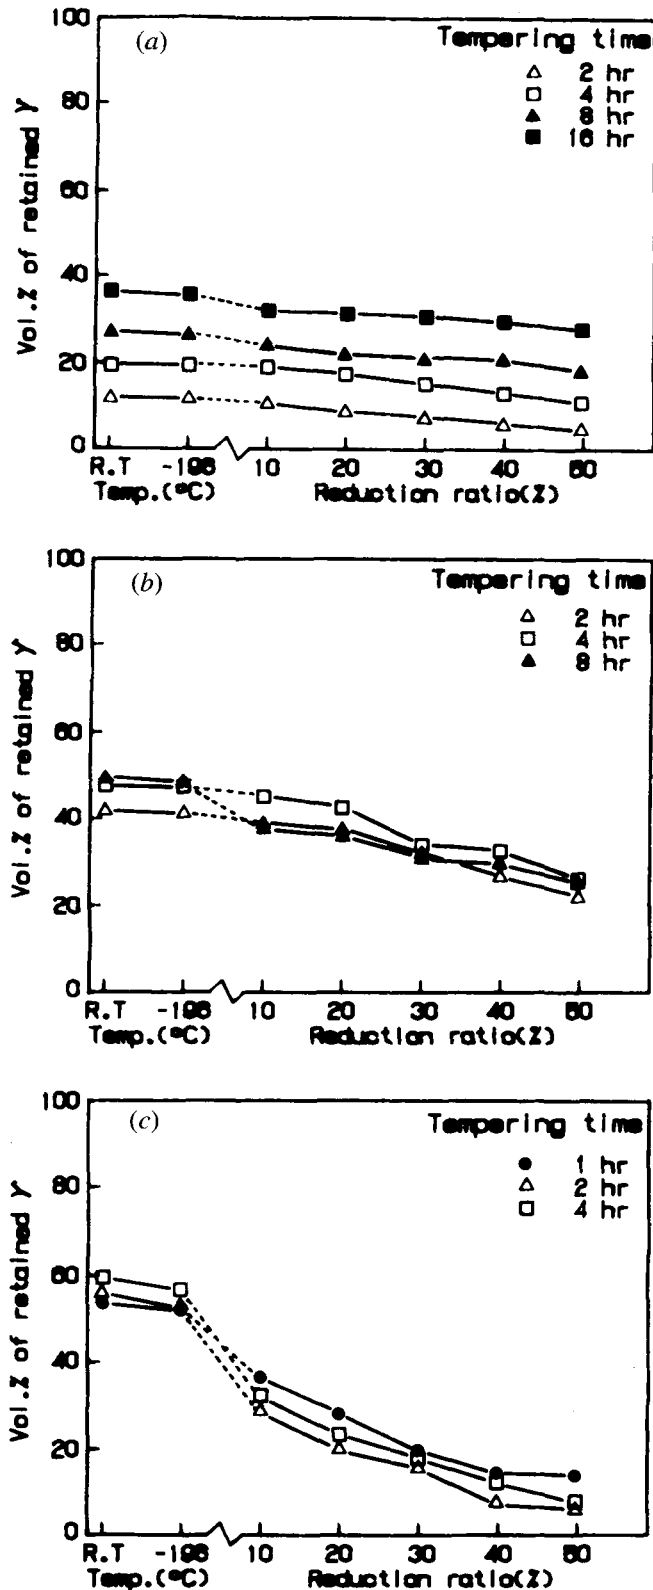 (a)
Tempering time
2 hr
4 hr
8 hr
16 hr
Vol.% of retained γ
100
80
60
40
20
0
R.T -196 10 20 30 40 50
Temp.(°C) Reduction ratio(%)
(b)
Tempering time
2 hr
4 hr
8 hr
Vol.% of retained γ
100
80
60
40
20
0
R.T -196 10 20 30 40 50
Temp.(°C) Reduction ratio(%)
(c)
Tempering time
1 hr
2 hr
4 hr
Vol.% of retained γ
100
80
60
40
20
0
R.T -196 10 20 30 40 50
Temp.(°C) Reduction ratio(%)